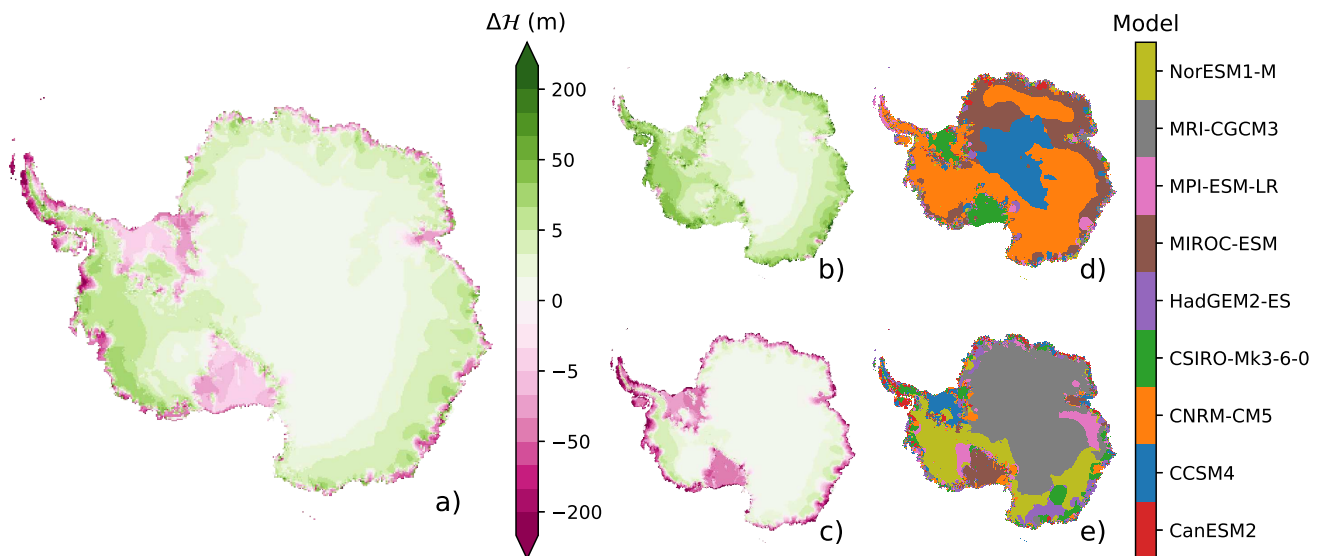 Δℋ (m)
200
50
5
0
−5
−50
−200
a)
b)
c)
d)
e)
Model
NorESM1-M
MRI-CGCM3
MPI-ESM-LR
MIROC-ESM
HadGEM2-ES
CSIRO-Mk3-6-0
CNRM-CM5
CCSM4
CanESM2